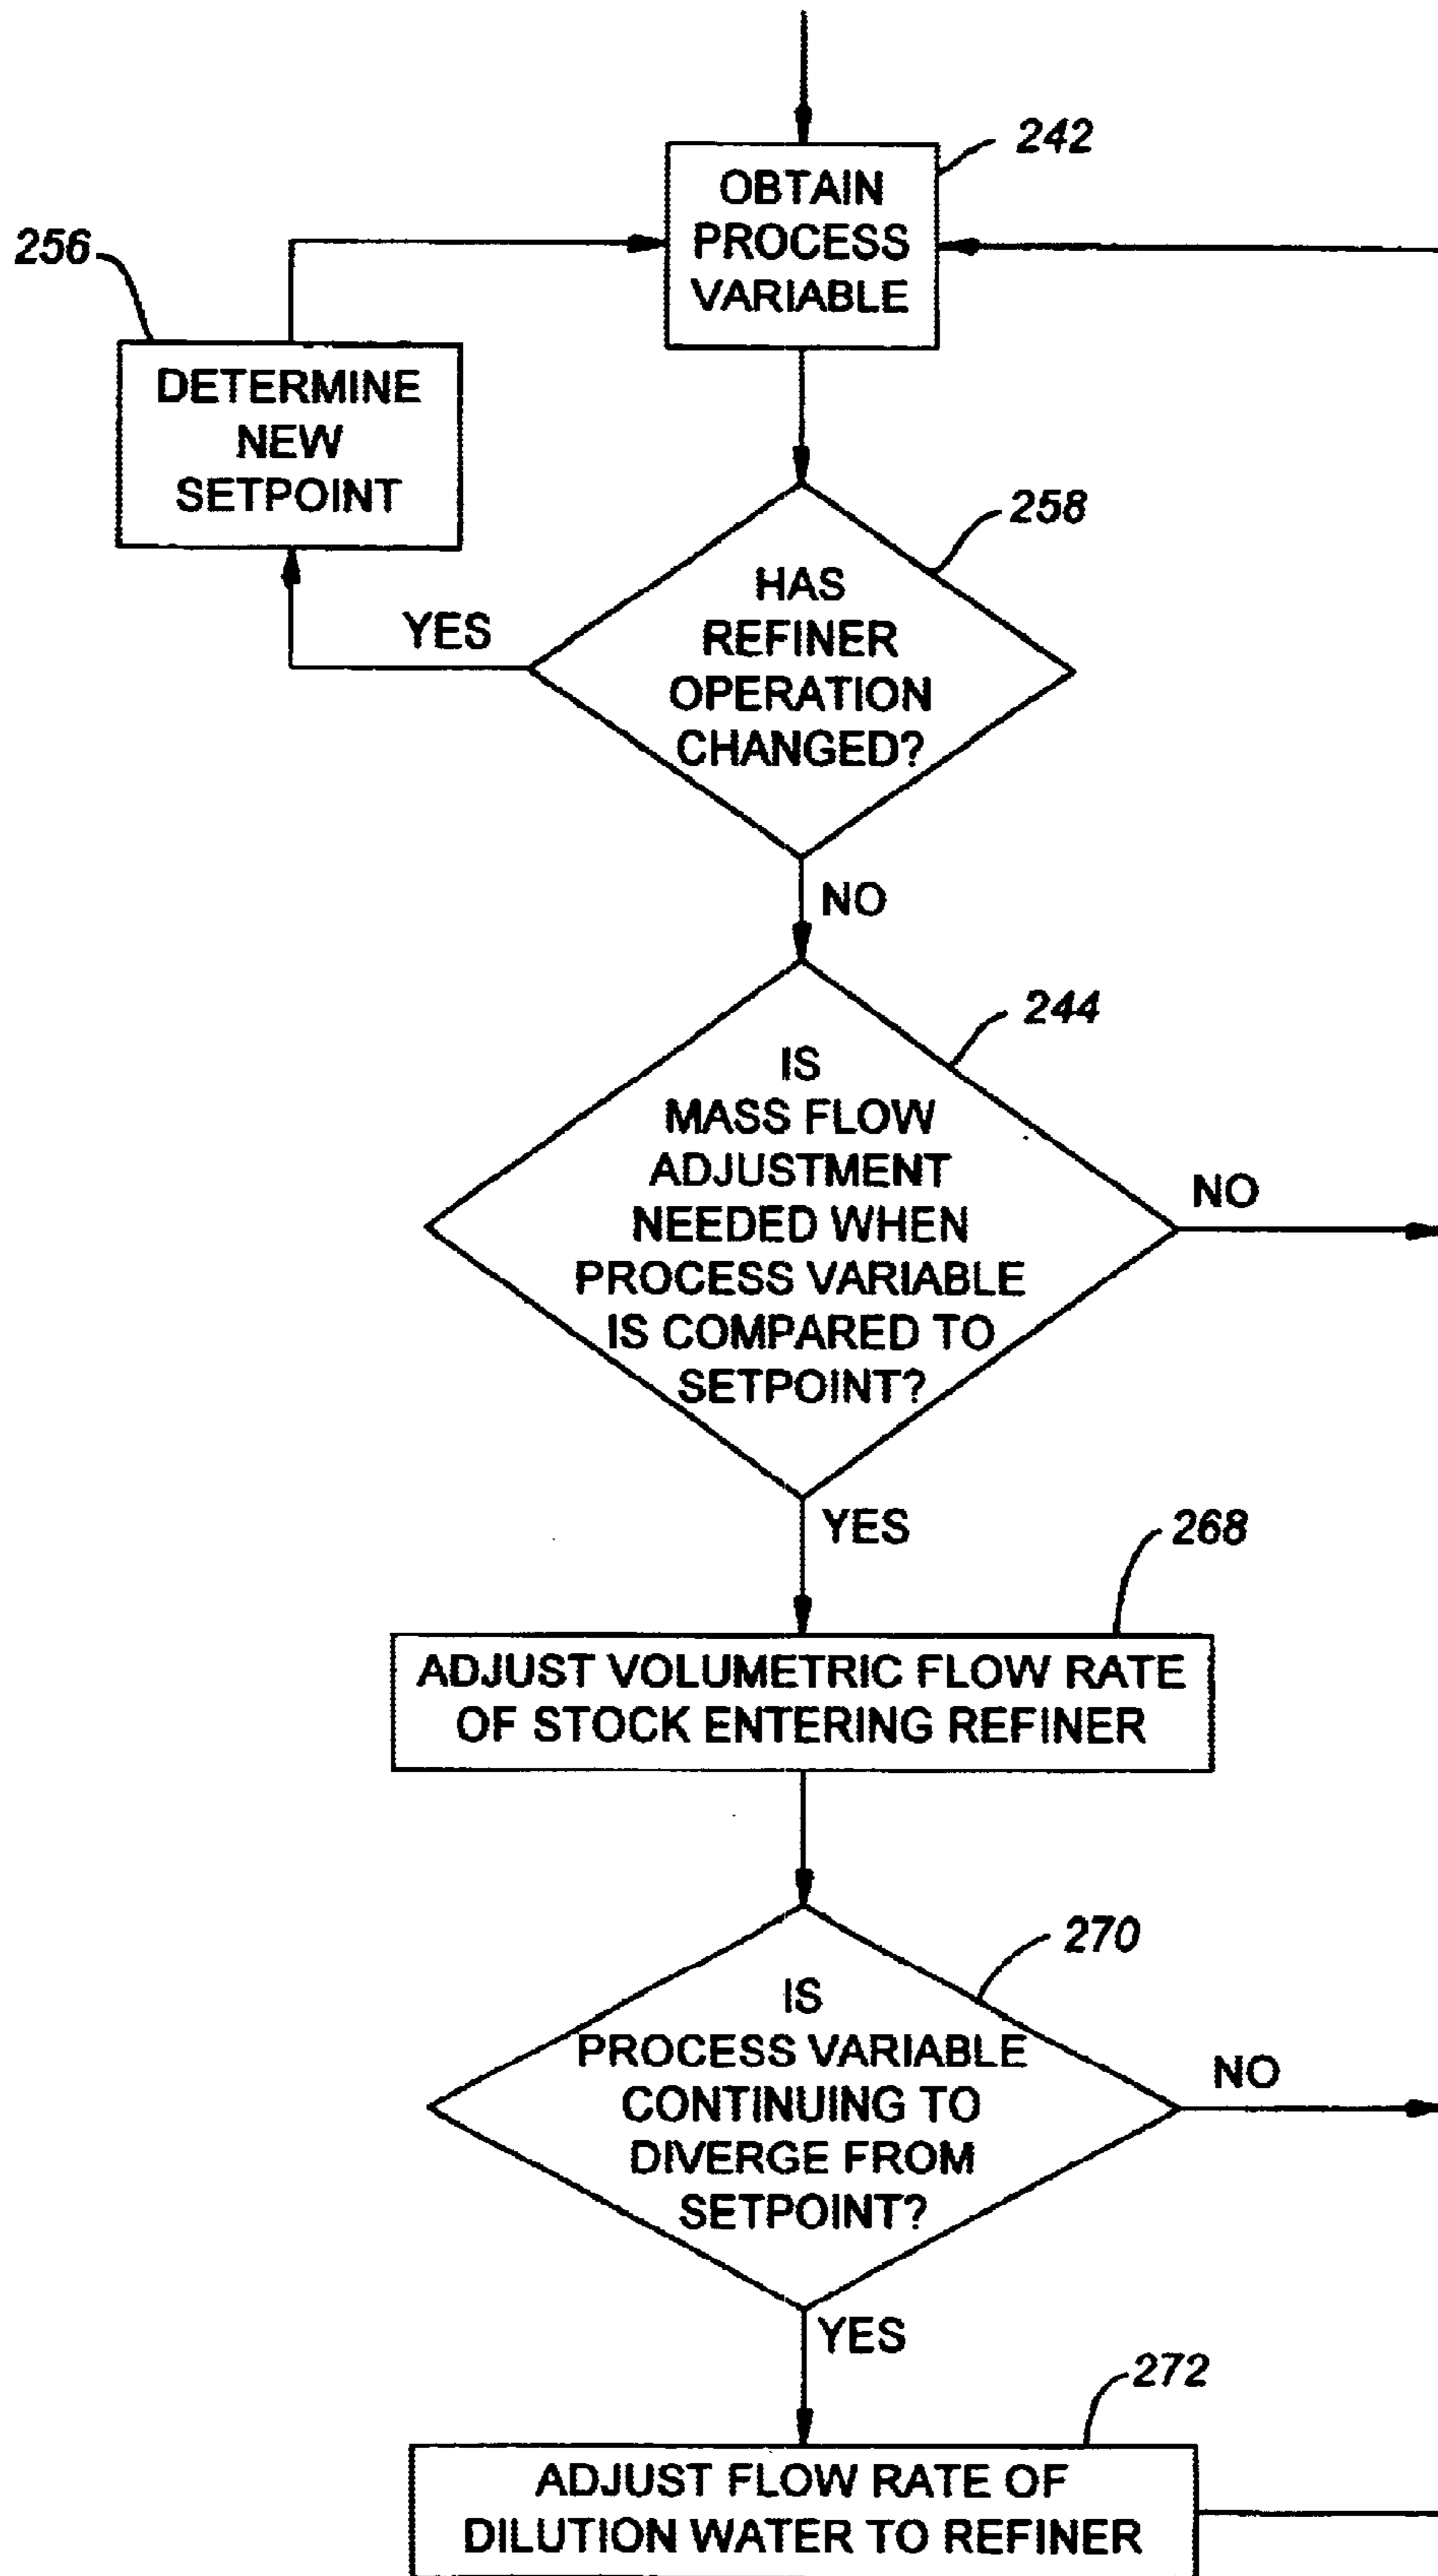 242
OBTAIN
PROCESS
VARIABLE
256
DETERMINE
NEW
SETPOINT
258
HAS
REFINER
OPERATION
CHANGED?
YES
NO
244
IS
MASS FLOW
ADJUSTMENT
NEEDED WHEN
PROCESS VARIABLE
IS COMPARED TO
SETPOINT?
NO
YES
268
ADJUST VOLUMETRIC FLOW RATE
OF STOCK ENTERING REFINER
270
IS
PROCESS VARIABLE
CONTINUING TO
DIVERGE FROM
SETPOINT?
NO
YES
272
ADJUST FLOW RATE OF
DILUTION WATER TO REFINER